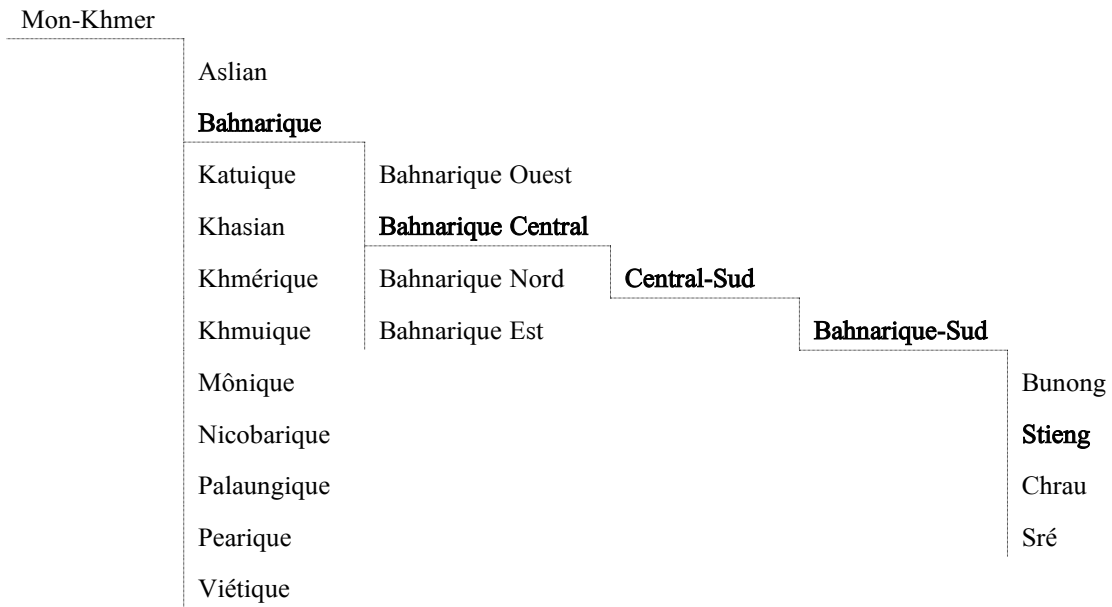 Mon-Khmer
Aslian
Bahnarique
Katuique Bahnarique Ouest
Khasian Bahnarique Central
Khmérique Bahnarique Nord Central-Sud
Khmuique Bahnarique Est Bahnarique-Sud
Mônique Bunong
Nicobarique Stieng
Palaungique Chrau
Pearique Sré
Viétique